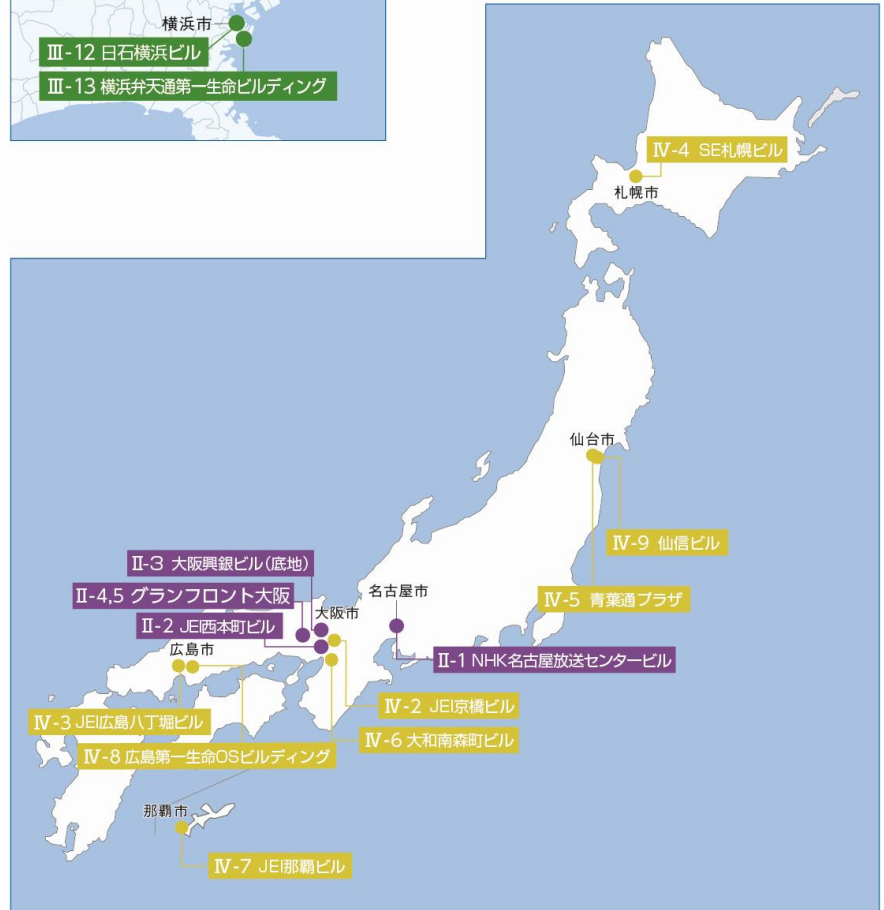 横浜市
Ⅲ-12 日石横浜ビル
Ⅲ-13 横浜弁天通第一生命ビルディング
Ⅳ-4 SE札幌ビル
札幌市
仙台市
Ⅳ-9 仙信ビル
Ⅳ-5 青葉通プラザ
Ⅱ-3 大阪興銀ビル(底地)
Ⅱ-4,5 グランフロント大阪
Ⅱ-2 JEI西本町ビル
大阪市
名古屋市
広島市
Ⅱ-1 NHK名古屋放送センタービル
Ⅳ-2 JEI京橋ビル
Ⅳ-3 JEI広島八丁堀ビル
Ⅳ-6 大和南森町ビル
Ⅳ-8 広島第一生命OSビルディング
那覇市
Ⅳ-7 JEI那覇ビル